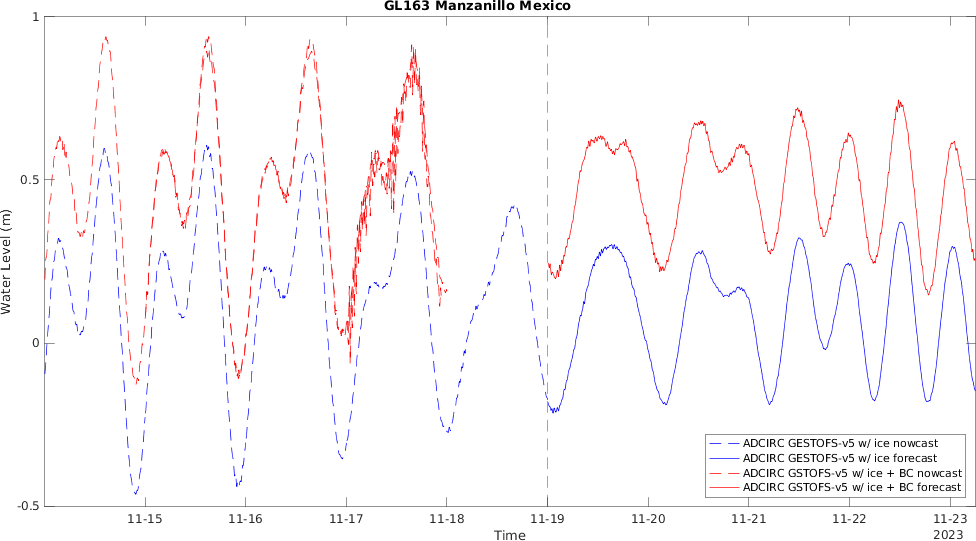 GL163 Manzanillo Mexico
1
0.5
0
-0.5
Water Level (m)
11-15
11-16
11-17
11-18
11-19
11-20
11-21
11-22
11-23
Time
2023
ADCIRC GESTOFS-v5 w/ ice nowcast
ADCIRC GESTOFS-v5 w/ ice forecast
ADCIRC GSTOFS-v5 w/ ice + BC nowcast
ADCIRC GSTOFS-v5 w/ ice + BC forecast